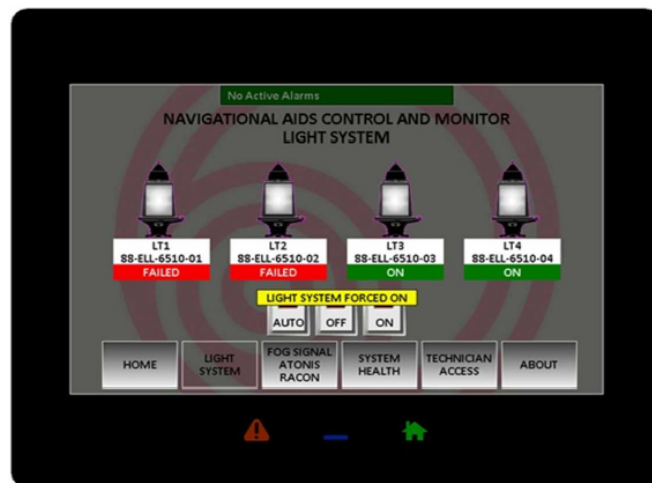 No Active Alarms
NAVIGATIONAL AIDS CONTROL AND MONITOR
LIGHT SYSTEM
LT1
88-ELL-6510-01
FAILED
LT2
88-ELL-6510-02
FAILED
LT3
88-ELL-6510-03
ON
LT4
88-ELL-6510-04
ON
LIGHT SYSTEM FORCED ON
AUTO
OFF
ON
HOME
LIGHT
SYSTEM
FOG SIGNAL
ATONIS
RACON
SYSTEM
HEALTH
TECHNICIAN
ACCESS
ABOUT